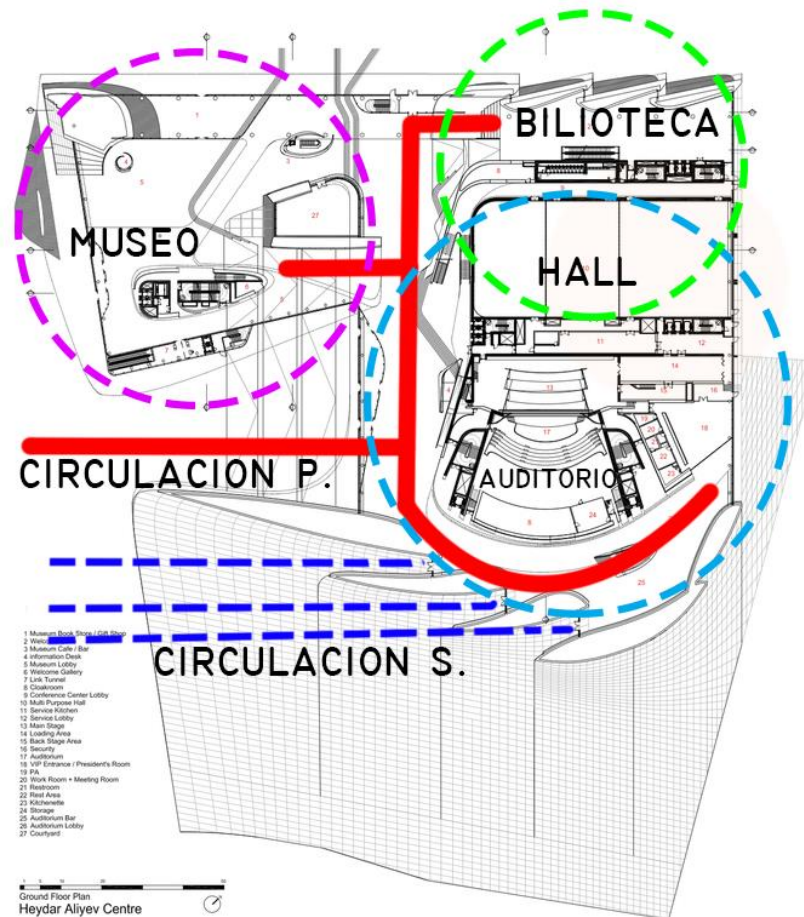 BILIOTECA
MUSEO
HALL
CIRCULACION P.
AUDITORIO
CIRCULACION S.
1 Museum Book Store / Gift Shop
2 Welco
3 Museum Cafe / Bar
4 information Desk
5 Museum Lobby
6 Welcome Gallery
7 Link Tunnel
8 Cloakroom
9 Conference Center Lobby
10 Multi Purpose Hall
11 Service Kitchen
12 Service Lobby
13 Main Stage
14 Loading Area
15 Back Stage Area
16 Security
17 Auditorium
18 VIP Entrance / President's Room
19 PA
20 Work Room + Meeting Room
21 Restroom
22 Rest Area
23 Kitchenette
24 Storage
25 Auditorium Bar
26 Auditorium Lobby
27 Courtyard
Ground Floor Plan
Heydar Aliyev Centre